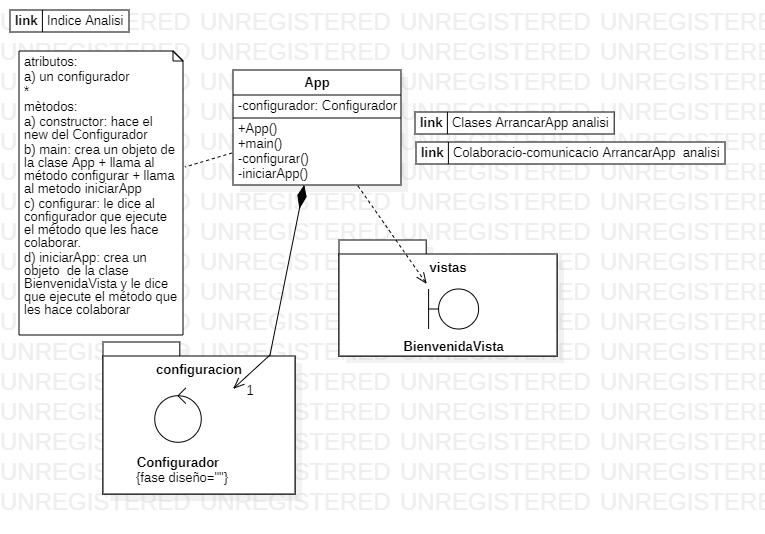 link Indice Analisi
atributos:
a) un configurador
*
mètodos:
a) constructor: hace el
new del Configurador
b) main: crea un objeto de
la clase App + llama al
método configurar + llama
al metodo iniciarApp
c) configurar: le dice al
configurador que ejecute
el método que les hace
colaborar.
d) iniciarApp: crea un
objeto de la clase
BienvenidaVista y le dice
que ejecute el método que
les hace colaborar
App
-configurador: Configurador
+App()
+main()
-configurar()
-iniciarApp()
link Clases ArrancarApp analisi
link Colaboracio-comunicacio ArrancarApp analisi
vistas
BienvenidaVista
configuracion
1
Configurador
{fase diseño=""}
UNREGISTERED